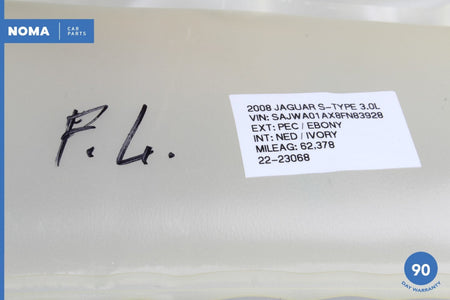 NOMA CAR PARTS
F.L.
2008 JAGUAR S-TYPE 3.0L
VIN: SAJWA01AX8FN83928
EXT: PEC / EBONY
INT: NED / IVORY
MILEAG: 62.378
22-23068
90
DAY WARRANTY